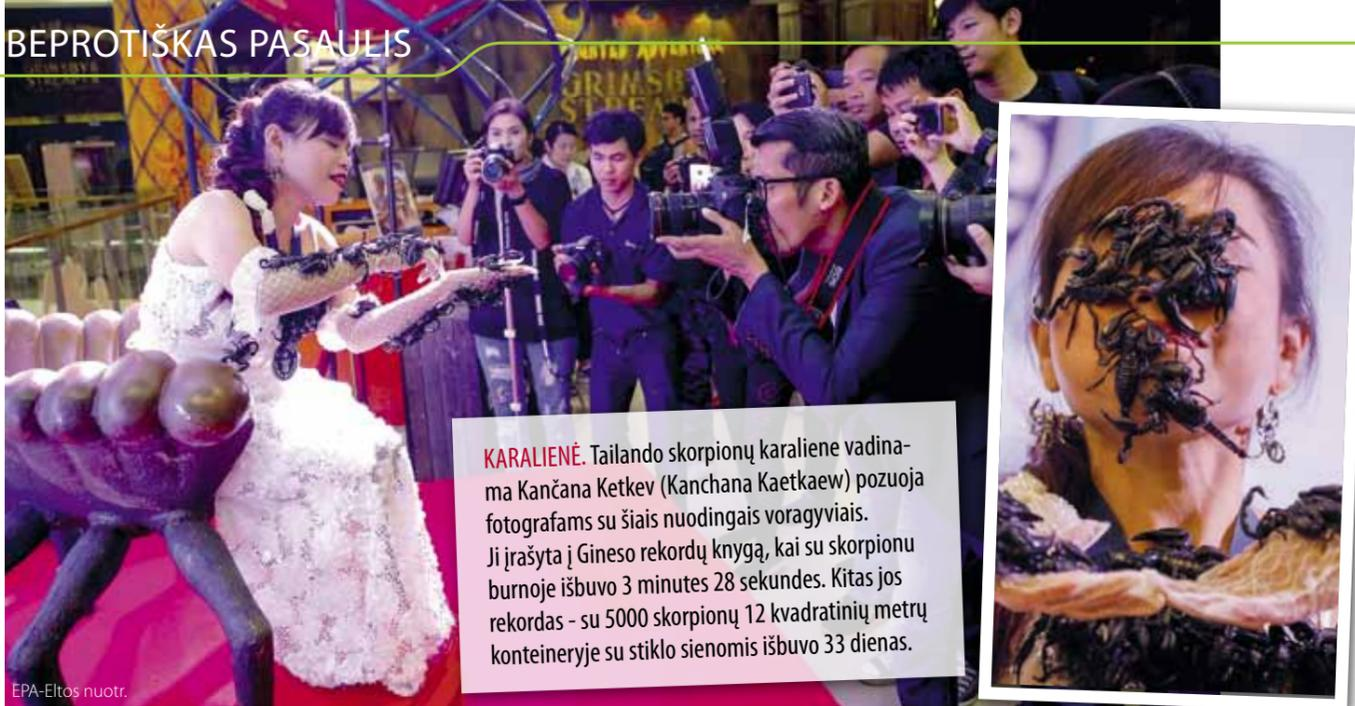 BEPROTIŠKAS PASAULIS
GRIMSBY
STREA
KARALIENĖ. Tailando skorpionų karaliene vadina-
ma Kančana Ketkev (Kanchana Kaetkaew) pozuoja
fotografams su šiais nuodingais voragyviais.
Ji įrašyta į Gineso rekordų knygą, kai su skorpionu
burnoje išbuvo 3 minutes 28 sekundes. Kitas jos
rekordas - su 5000 skorpionų 12 kvadratinių metrų
konteineryje su stiklo sienomis išbuvo 33 dienas.
EPA-Eltos nuotr.